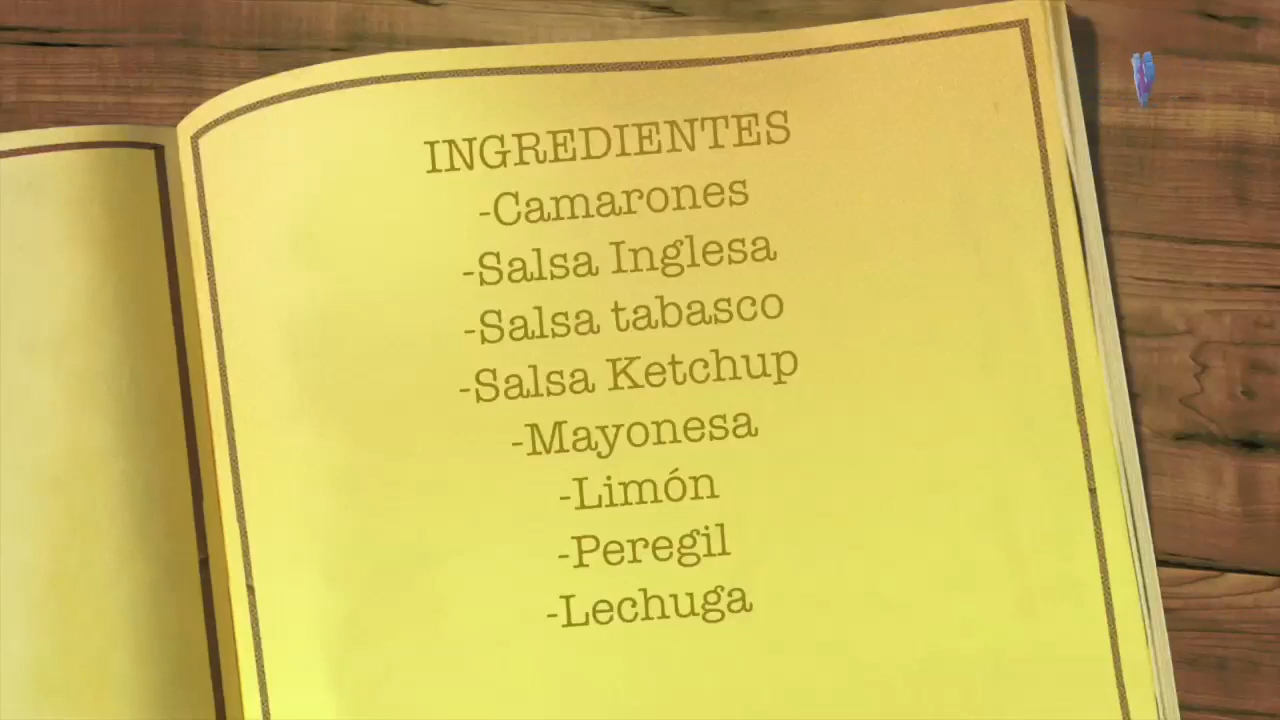 INGREDIENTES
-Camarones
-Salsa Inglesa
-Salsa tabasco
-Salsa Ketchup
-Mayonesa
-Limón
-Peregil
-Lechuga